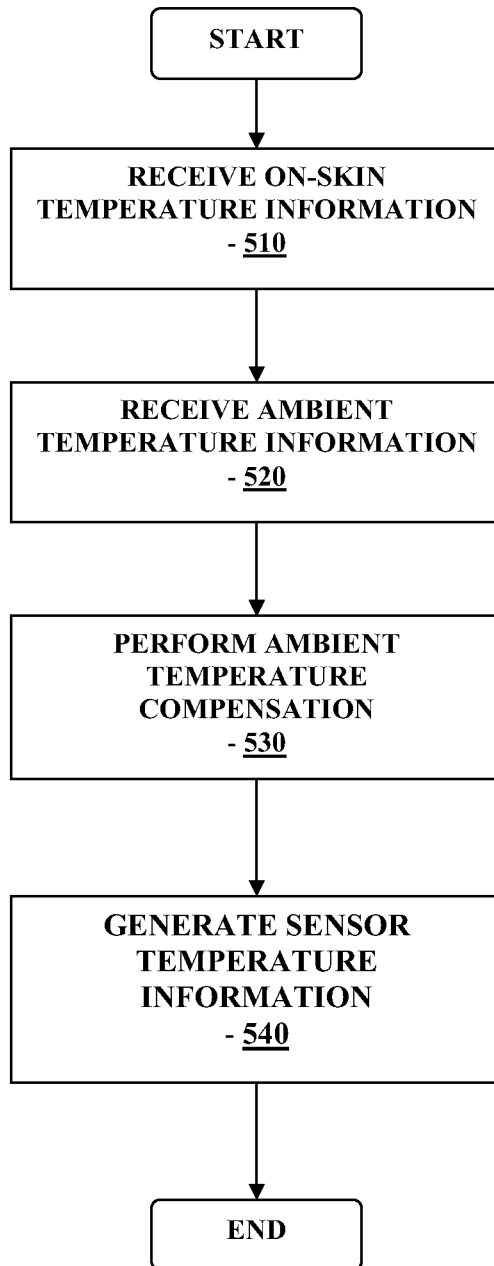 START
RECEIVE ON-SKIN
TEMPERATURE INFORMATION
- 510
RECEIVE AMBIENT
TEMPERATURE INFORMATION
- 520
PERFORM AMBIENT
TEMPERATURE
COMPENSATION
- 530
GENERATE SENSOR
TEMPERATURE
INFORMATION
- 540
END